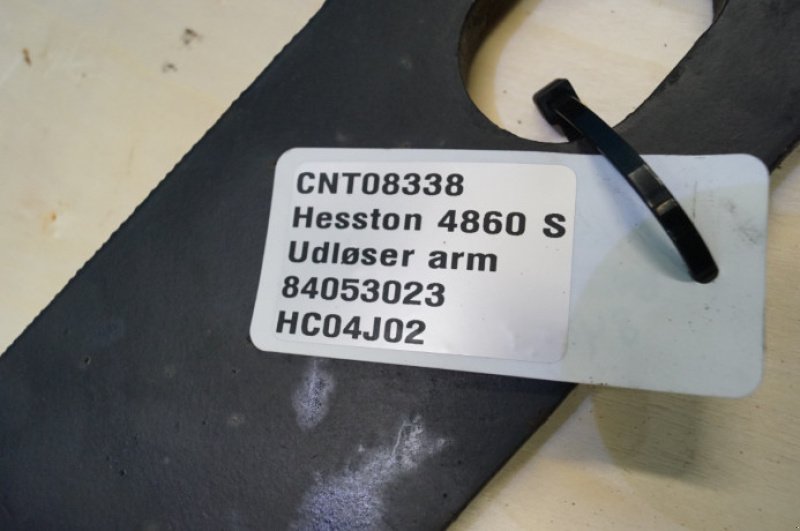 CNT08338
Hesston 4860 S
Udløser arm
84053023
HC04J02